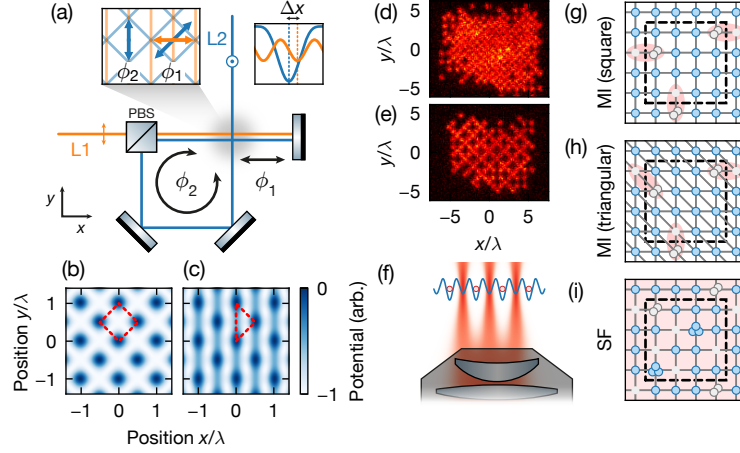 (a)
L2
Δx
ϕ2
ϕ1
PBS
L1
ϕ2
ϕ1
y
x
(b)
(c)
Position y/λ
1
0
−1
−1 0 1
−1 0 1
Position x/λ
0
−1
Potential (arb.)
(d)
y/λ
5
0
−5
(e)
y/λ
5
0
−5
−5 0 5
x/λ
(f)
(g)
MI (square)
(h)
MI (triangular)
(i)
SF